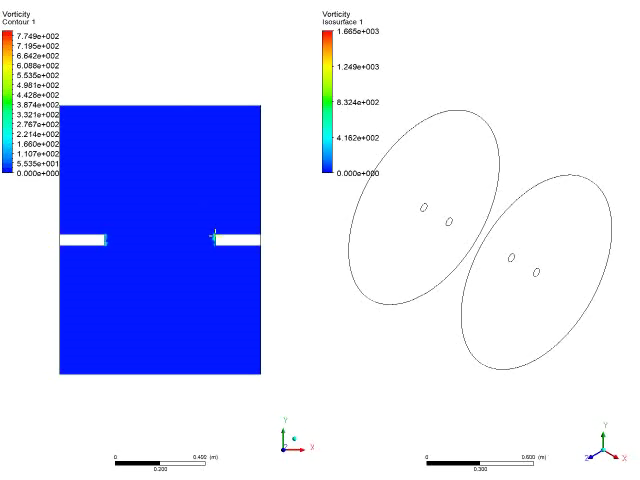 Vorticity
Contour 1
7.749e+002
7.195e+002
6.642e+002
6.088e+002
5.535e+002
4.981e+002
4.428e+002
3.874e+002
3.321e+002
2.767e+002
2.214e+002
1.660e+002
1.107e+002
5.535e+001
0.000e+000
0
0.400 (m)
0.200
Y
X
Z
Vorticity
Isosurface 1
1.665e+003
1.249e+003
8.324e+002
4.162e+002
0.000e+000
0
0.600 (m)
0.300
Y
Z
X